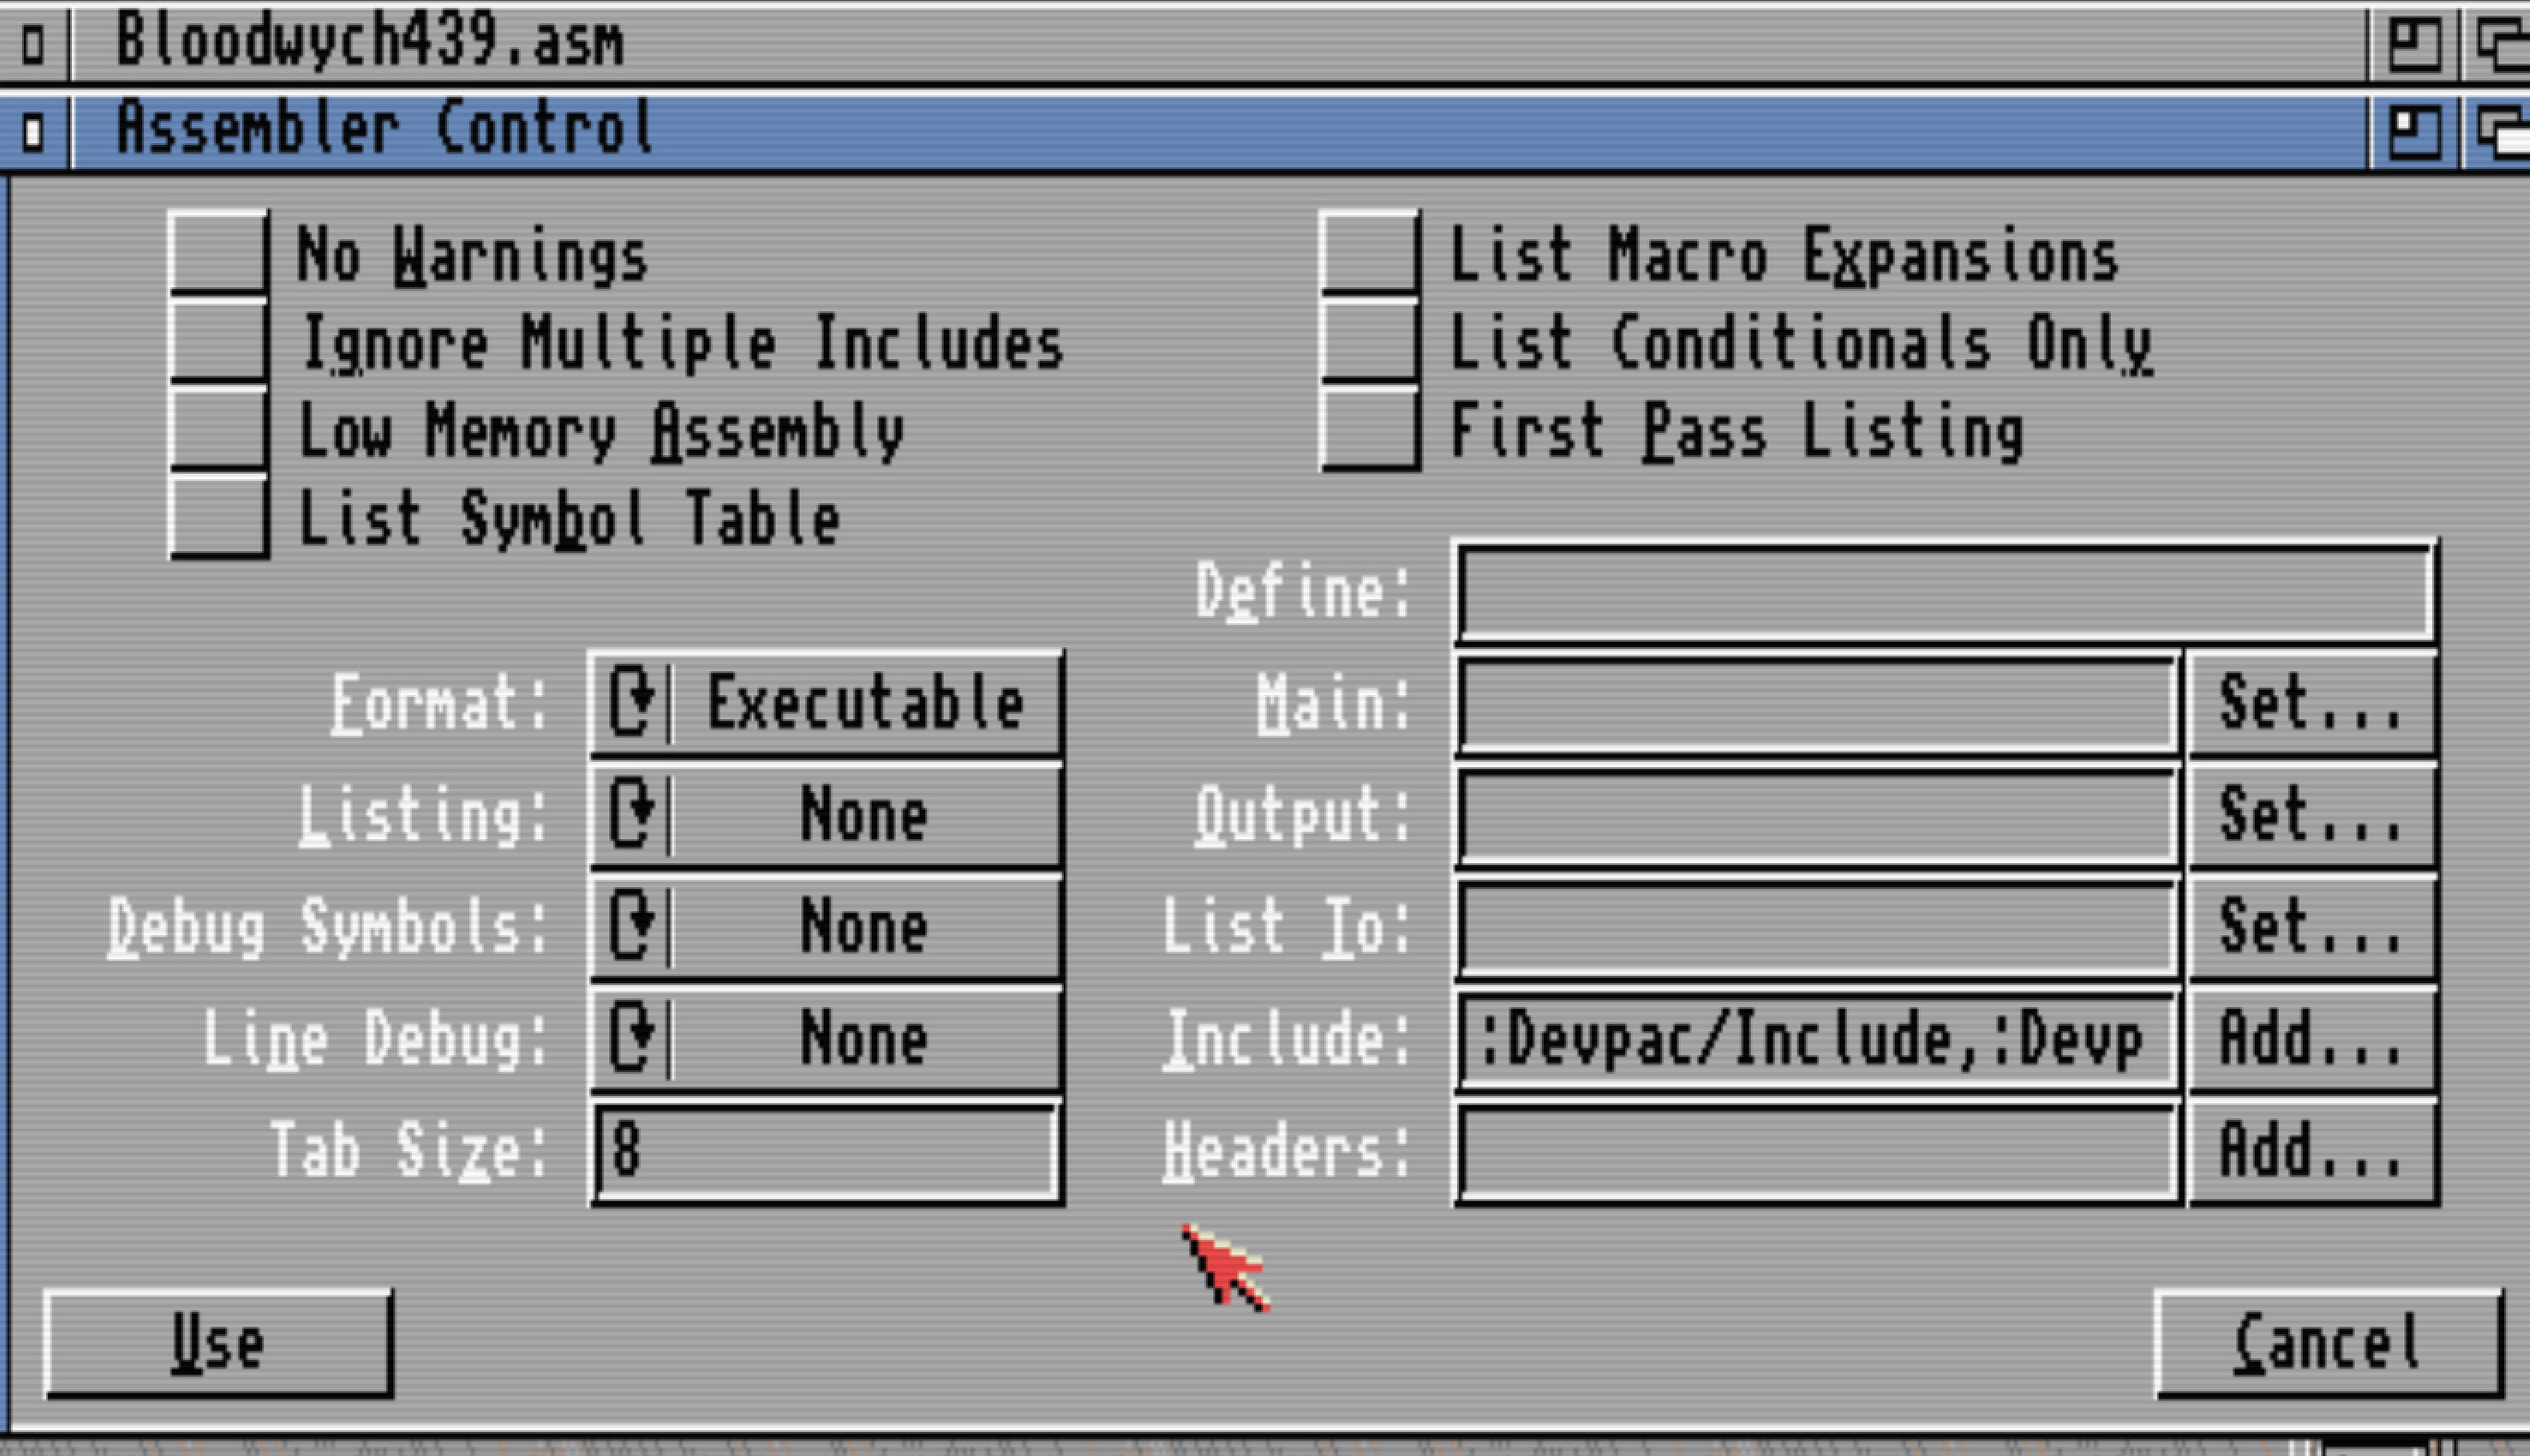 Bloodwych439.asm
Assembler Control
No Warnings
List Macro Expansions
Ignore Multiple Includes
List Conditionals Only
Low Memory Assembly
First Pass Listing
List Symbol Table
Define:
Format: Executable
Main: Set...
Listing: None
Output: Set...
Debug Symbols: None
List To: Set...
Line Debug: None
Include: :Devpac/Include,:Devp Add...
Tab Size: 8
Headers: Add...
Use
Cancel